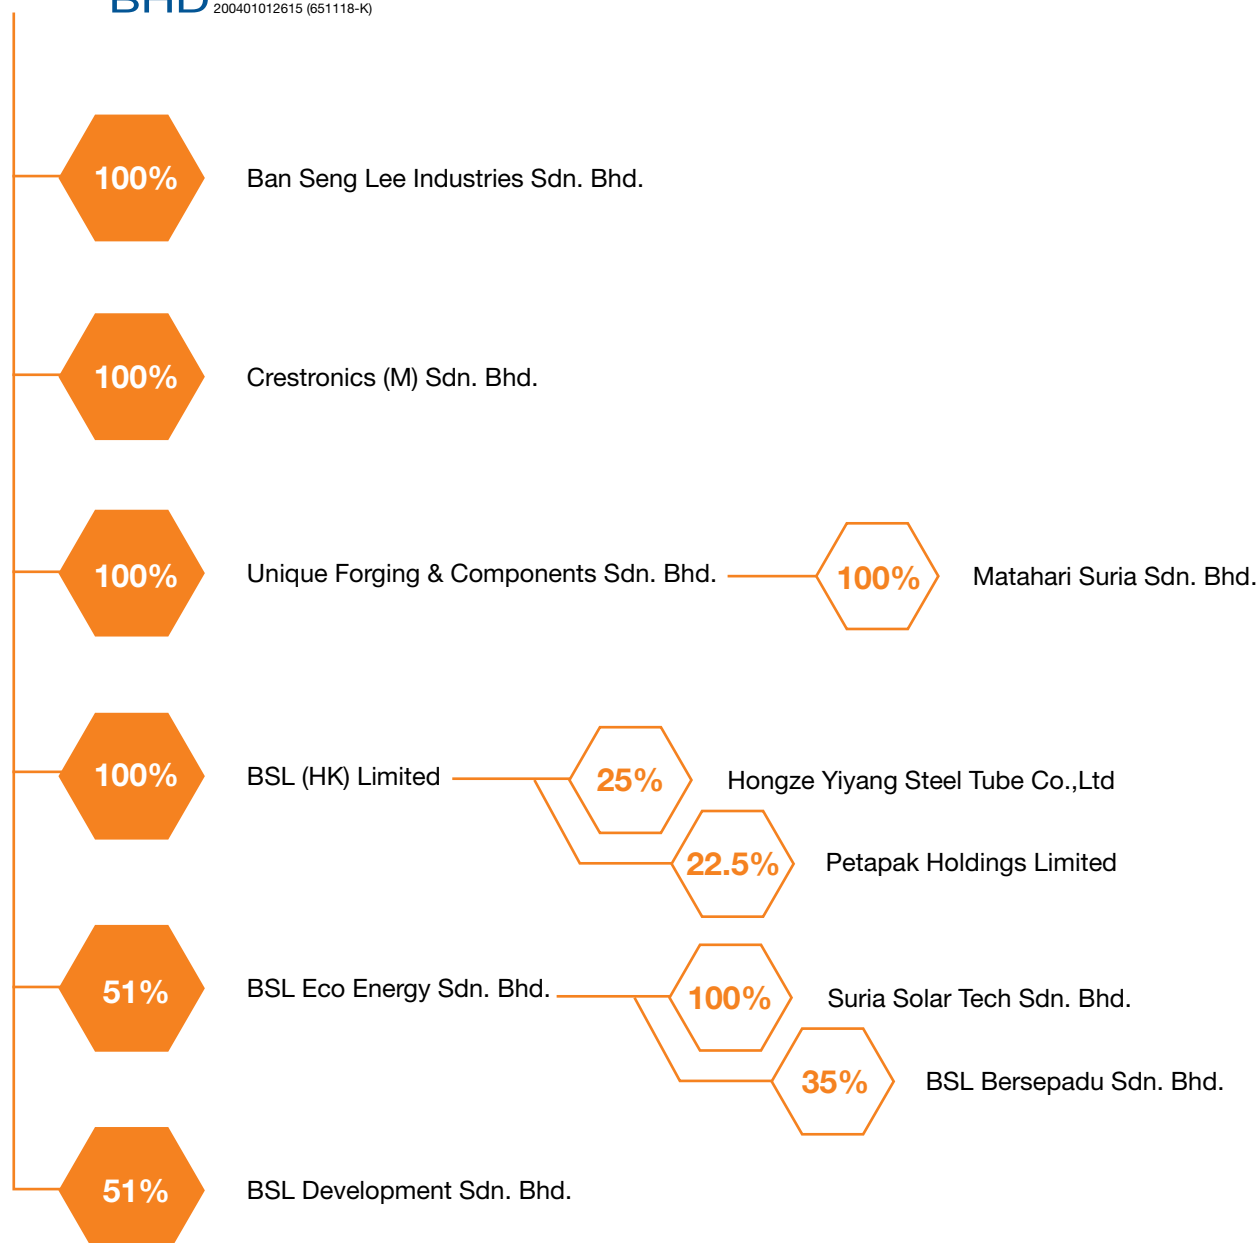 BHD 200401012615 (651118-K)
100% Ban Seng Lee Industries Sdn. Bhd.
100% Crestronics (M) Sdn. Bhd.
100% Unique Forging & Components Sdn. Bhd. 100% Matahari Suria Sdn. Bhd.
100% BSL (HK) Limited 25% Hongze Yiyang Steel Tube Co.,Ltd
22.5% Petapak Holdings Limited
51% BSL Eco Energy Sdn. Bhd. 100% Suria Solar Tech Sdn. Bhd.
35% BSL Bersepadu Sdn. Bhd.
51% BSL Development Sdn. Bhd.